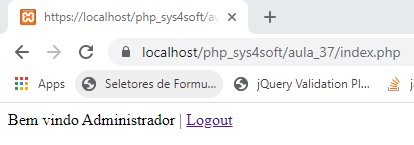 https://localhost/php_sys4soft/au
localhost/php_sys4soft/aula_37/index.php
Apps Seletores de Formu... jQuery Validation Pl...
Bem vindo Administrador | Logout